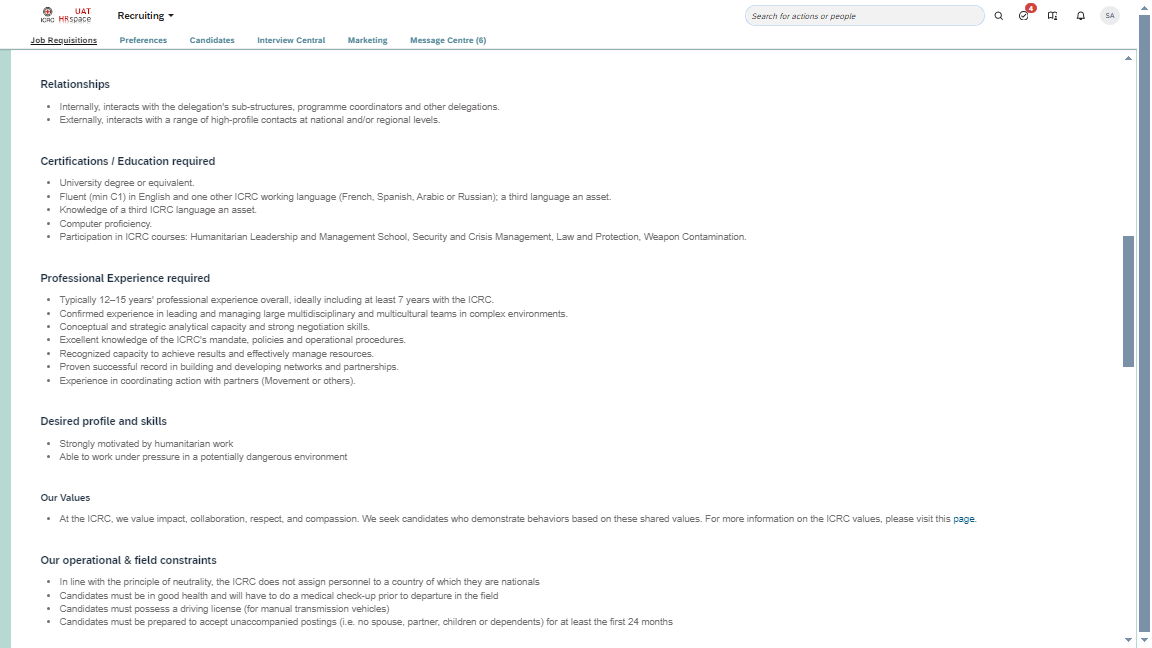 UAT
ICRC HRspace
Recruiting
Search for actions or people
4
SA
Job Requisitions Preferences Candidates Interview Central Marketing Message Centre (6)
Relationships
• Internally, interacts with the delegation's sub-structures, programme coordinators and other delegations.
• Externally, interacts with a range of high-profile contacts at national and/or regional levels.
Certifications / Education required
• University degree or equivalent.
• Fluent (min C1) in English and one other ICRC working language (French, Spanish, Arabic or Russian); a third language an asset.
• Knowledge of a third ICRC language an asset.
• Computer proficiency.
• Participation in ICRC courses: Humanitarian Leadership and Management School, Security and Crisis Management, Law and Protection, Weapon Contamination.
Professional Experience required
• Typically 12–15 years' professional experience overall, ideally including at least 7 years with the ICRC.
• Confirmed experience in leading and managing large multidisciplinary and multicultural teams in complex environments.
• Conceptual and strategic analytical capacity and strong negotiation skills.
• Excellent knowledge of the ICRC's mandate, policies and operational procedures.
• Recognized capacity to achieve results and effectively manage resources.
• Proven successful record in building and developing networks and partnerships.
• Experience in coordinating action with partners (Movement or others).
Desired profile and skills
• Strongly motivated by humanitarian work
• Able to work under pressure in a potentially dangerous environment
Our Values
• At the ICRC, we value impact, collaboration, respect, and compassion. We seek candidates who demonstrate behaviors based on these shared values. For more information on the ICRC values, please visit this page.
Our operational & field constraints
• In line with the principle of neutrality, the ICRC does not assign personnel to a country of which they are nationals
• Candidates must be in good health and will have to do a medical check-up prior to departure in the field
• Candidates must possess a driving license (for manual transmission vehicles)
• Candidates must be prepared to accept unaccompanied postings (i.e. no spouse, partner, children or dependents) for at least the first 24 months